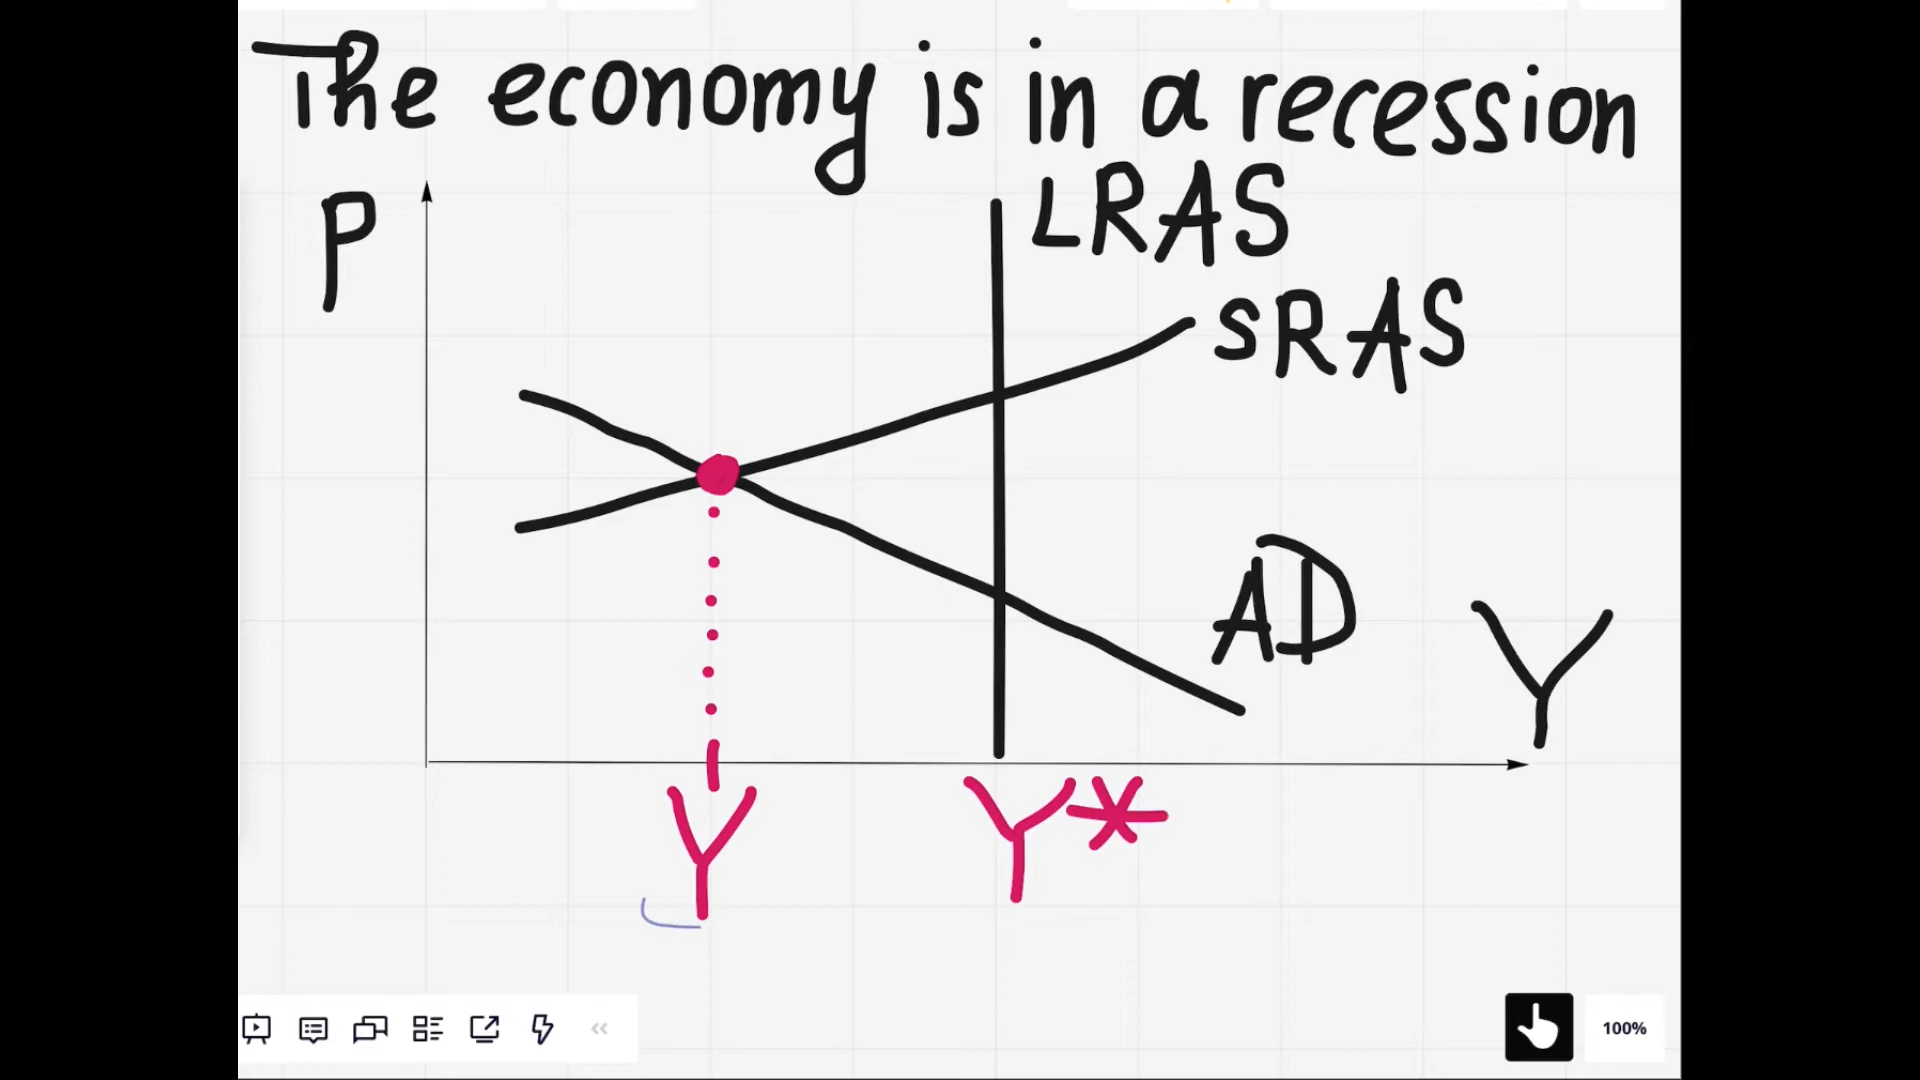 The economy is in a recession
P
LRAS
SRAS
AD
Y
Y
Y*
100%